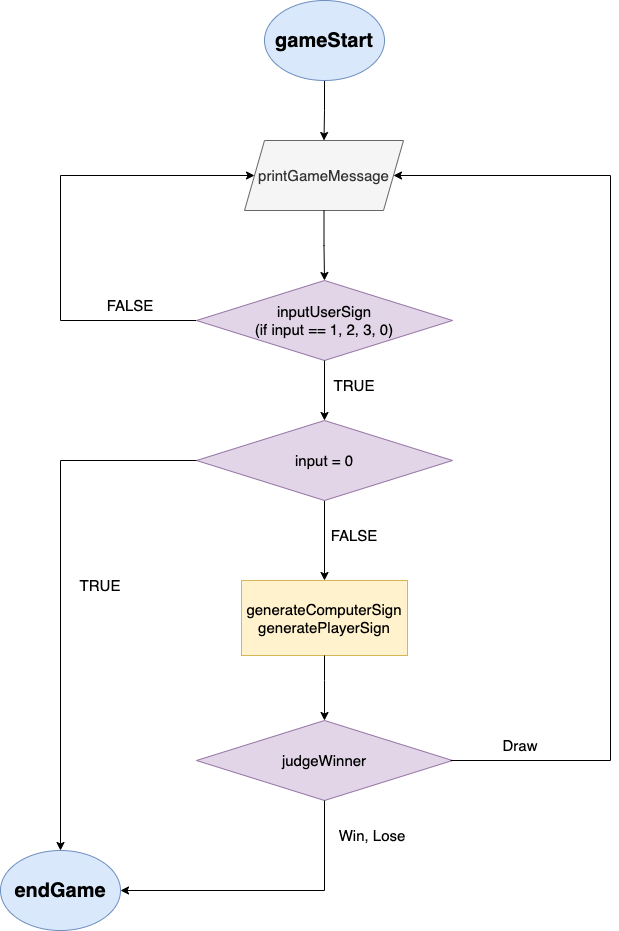 gameStart
printGameMessage
FALSE
inputUserSign
(if input == 1, 2, 3, 0)
TRUE
input = 0
FALSE
TRUE
generateComputerSign
generatePlayerSign
Draw
judgeWinner
Win, Lose
endGame